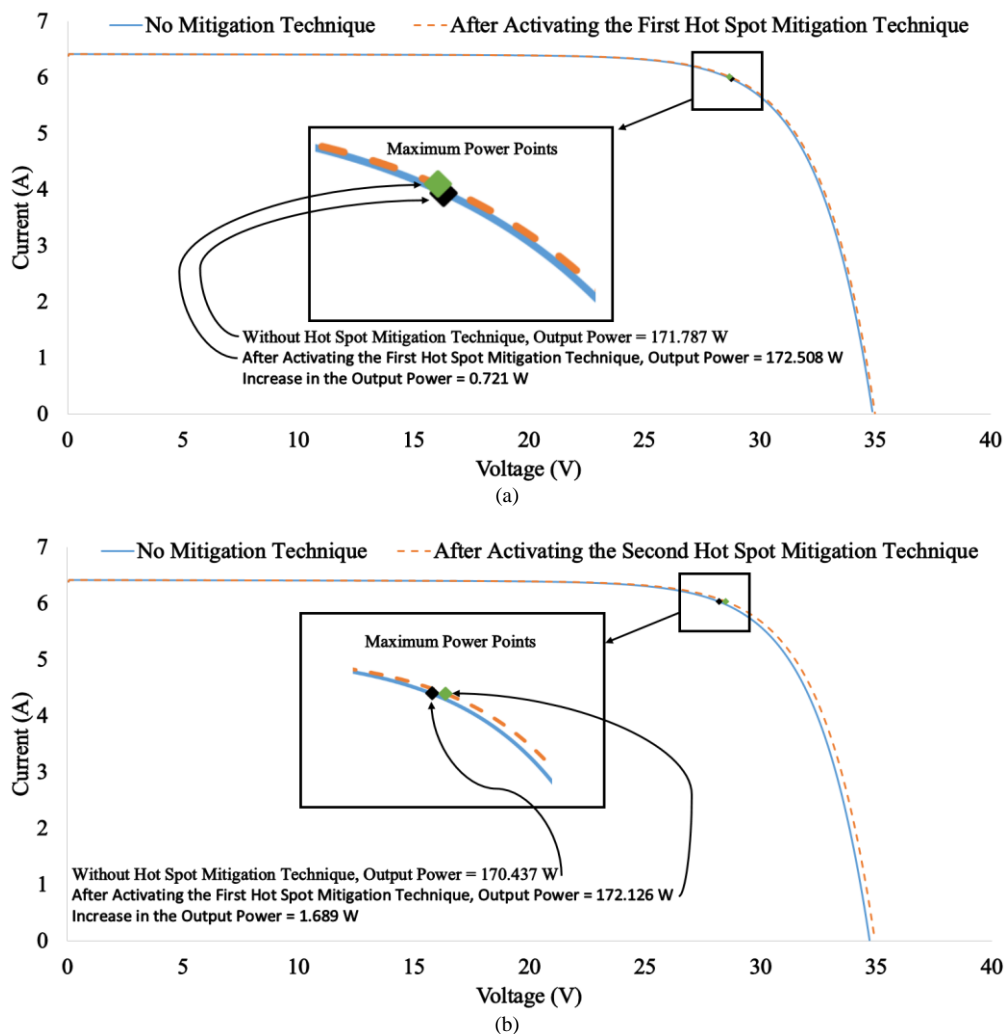 No Mitigation Technique After Activating the First Hot Spot Mitigation Technique
7
6
5
4
3
2
1
0
Current (A)
Maximum Power Points
Without Hot Spot Mitigation Technique, Output Power = 171.787 W
After Activating the First Hot Spot Mitigation Technique, Output Power = 172.508 W
Increase in the Output Power = 0.721 W
0 5 10 15 20 25 30 35 40
Voltage (V)
(a)
No Mitigation Technique After Activating the Second Hot Spot Mitigation Technique
7
6
5
4
3
2
1
0
Current (A)
Maximum Power Points
Without Hot Spot Mitigation Technique, Output Power = 170.437 W
After Activating the First Hot Spot Mitigation Technique, Output Power = 172.126 W
Increase in the Output Power = 1.689 W
0 5 10 15 20 25 30 35 40
Voltage (V)
(b)